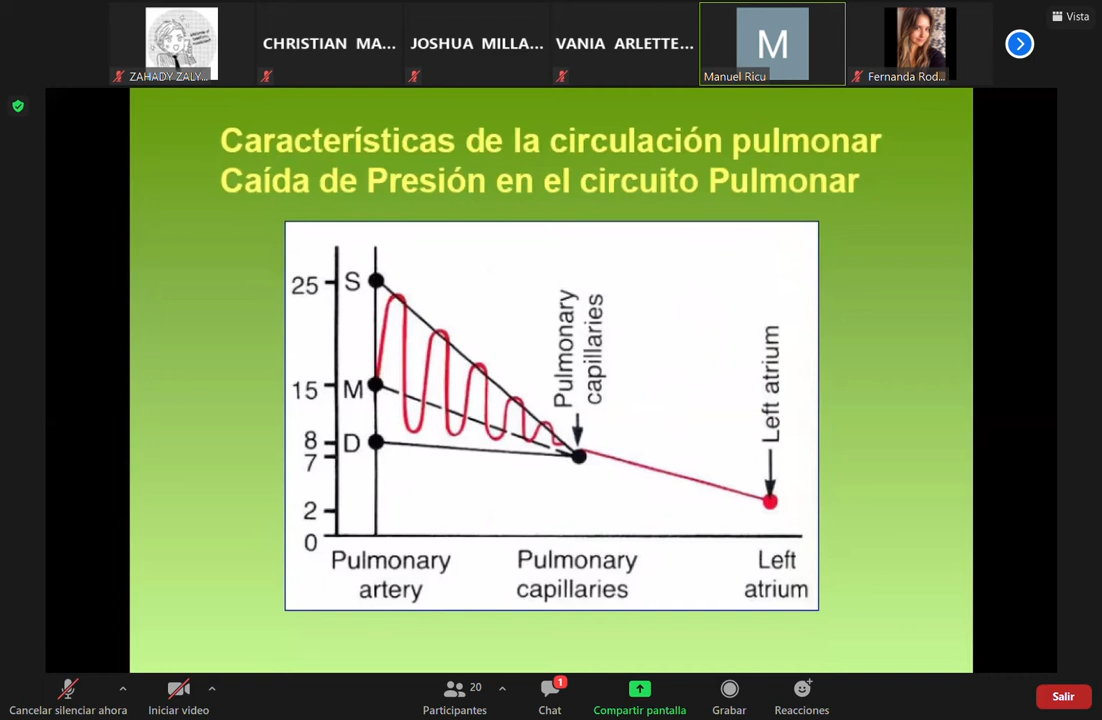 Vista
CHRISTIAN MA...
JOSHUA MILLA...
VANIA ARLETTE...
M
ZAHADY ZALY...
Manuel Ricu
Fernanda Rod...
Características de la circulación pulmonar
Caída de Presión en el circuito Pulmonar
25
S
15
M
8
D
7
2
0
Pulmonary
capillaries
Left atrium
Pulmonary
artery
Pulmonary
capillaries
Left
atrium
20
1
Salir
Cancelar silenciar ahora
Iniciar video
Participantes
Chat
Compartir pantalla
Grabar
Reacciones